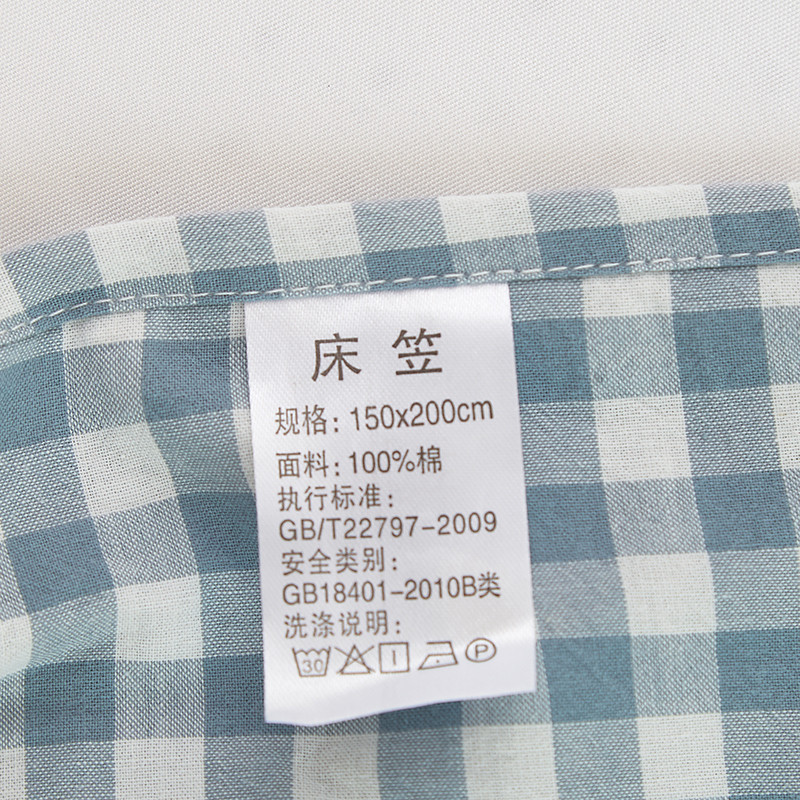 床笠
规格: 150x200cm
面料: 100%棉
执行标准:
GB/T22797-2009
安全类别:
GB18401-2010B类
洗涤说明:
30 P